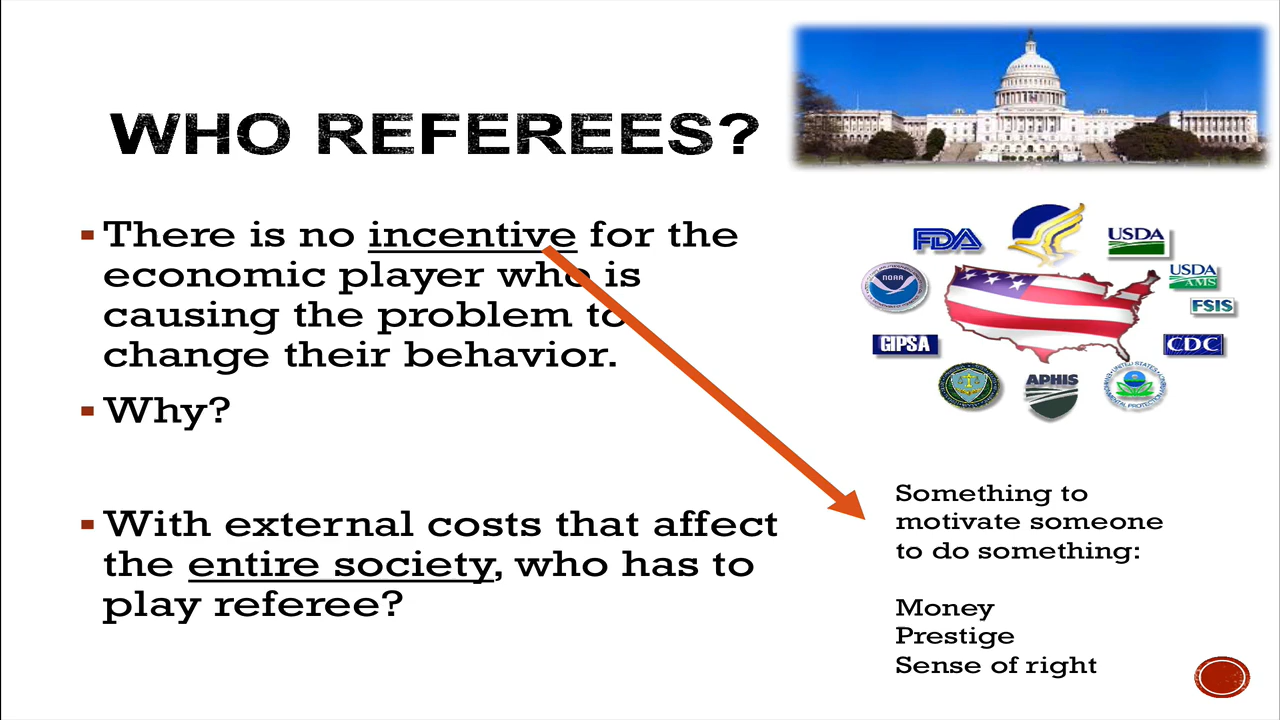 WHO REFEREES?
There is no incentive for the
economic player who is
causing the problem to
change their behavior.
Why?
With external costs that affect
the entire society, who has to
play referee?
FDA
USDA
NOAA
USDA
AMS
FSIS
GIPSA
CDC
APHIS
Something to
motivate someone
to do something:
Money
Prestige
Sense of right